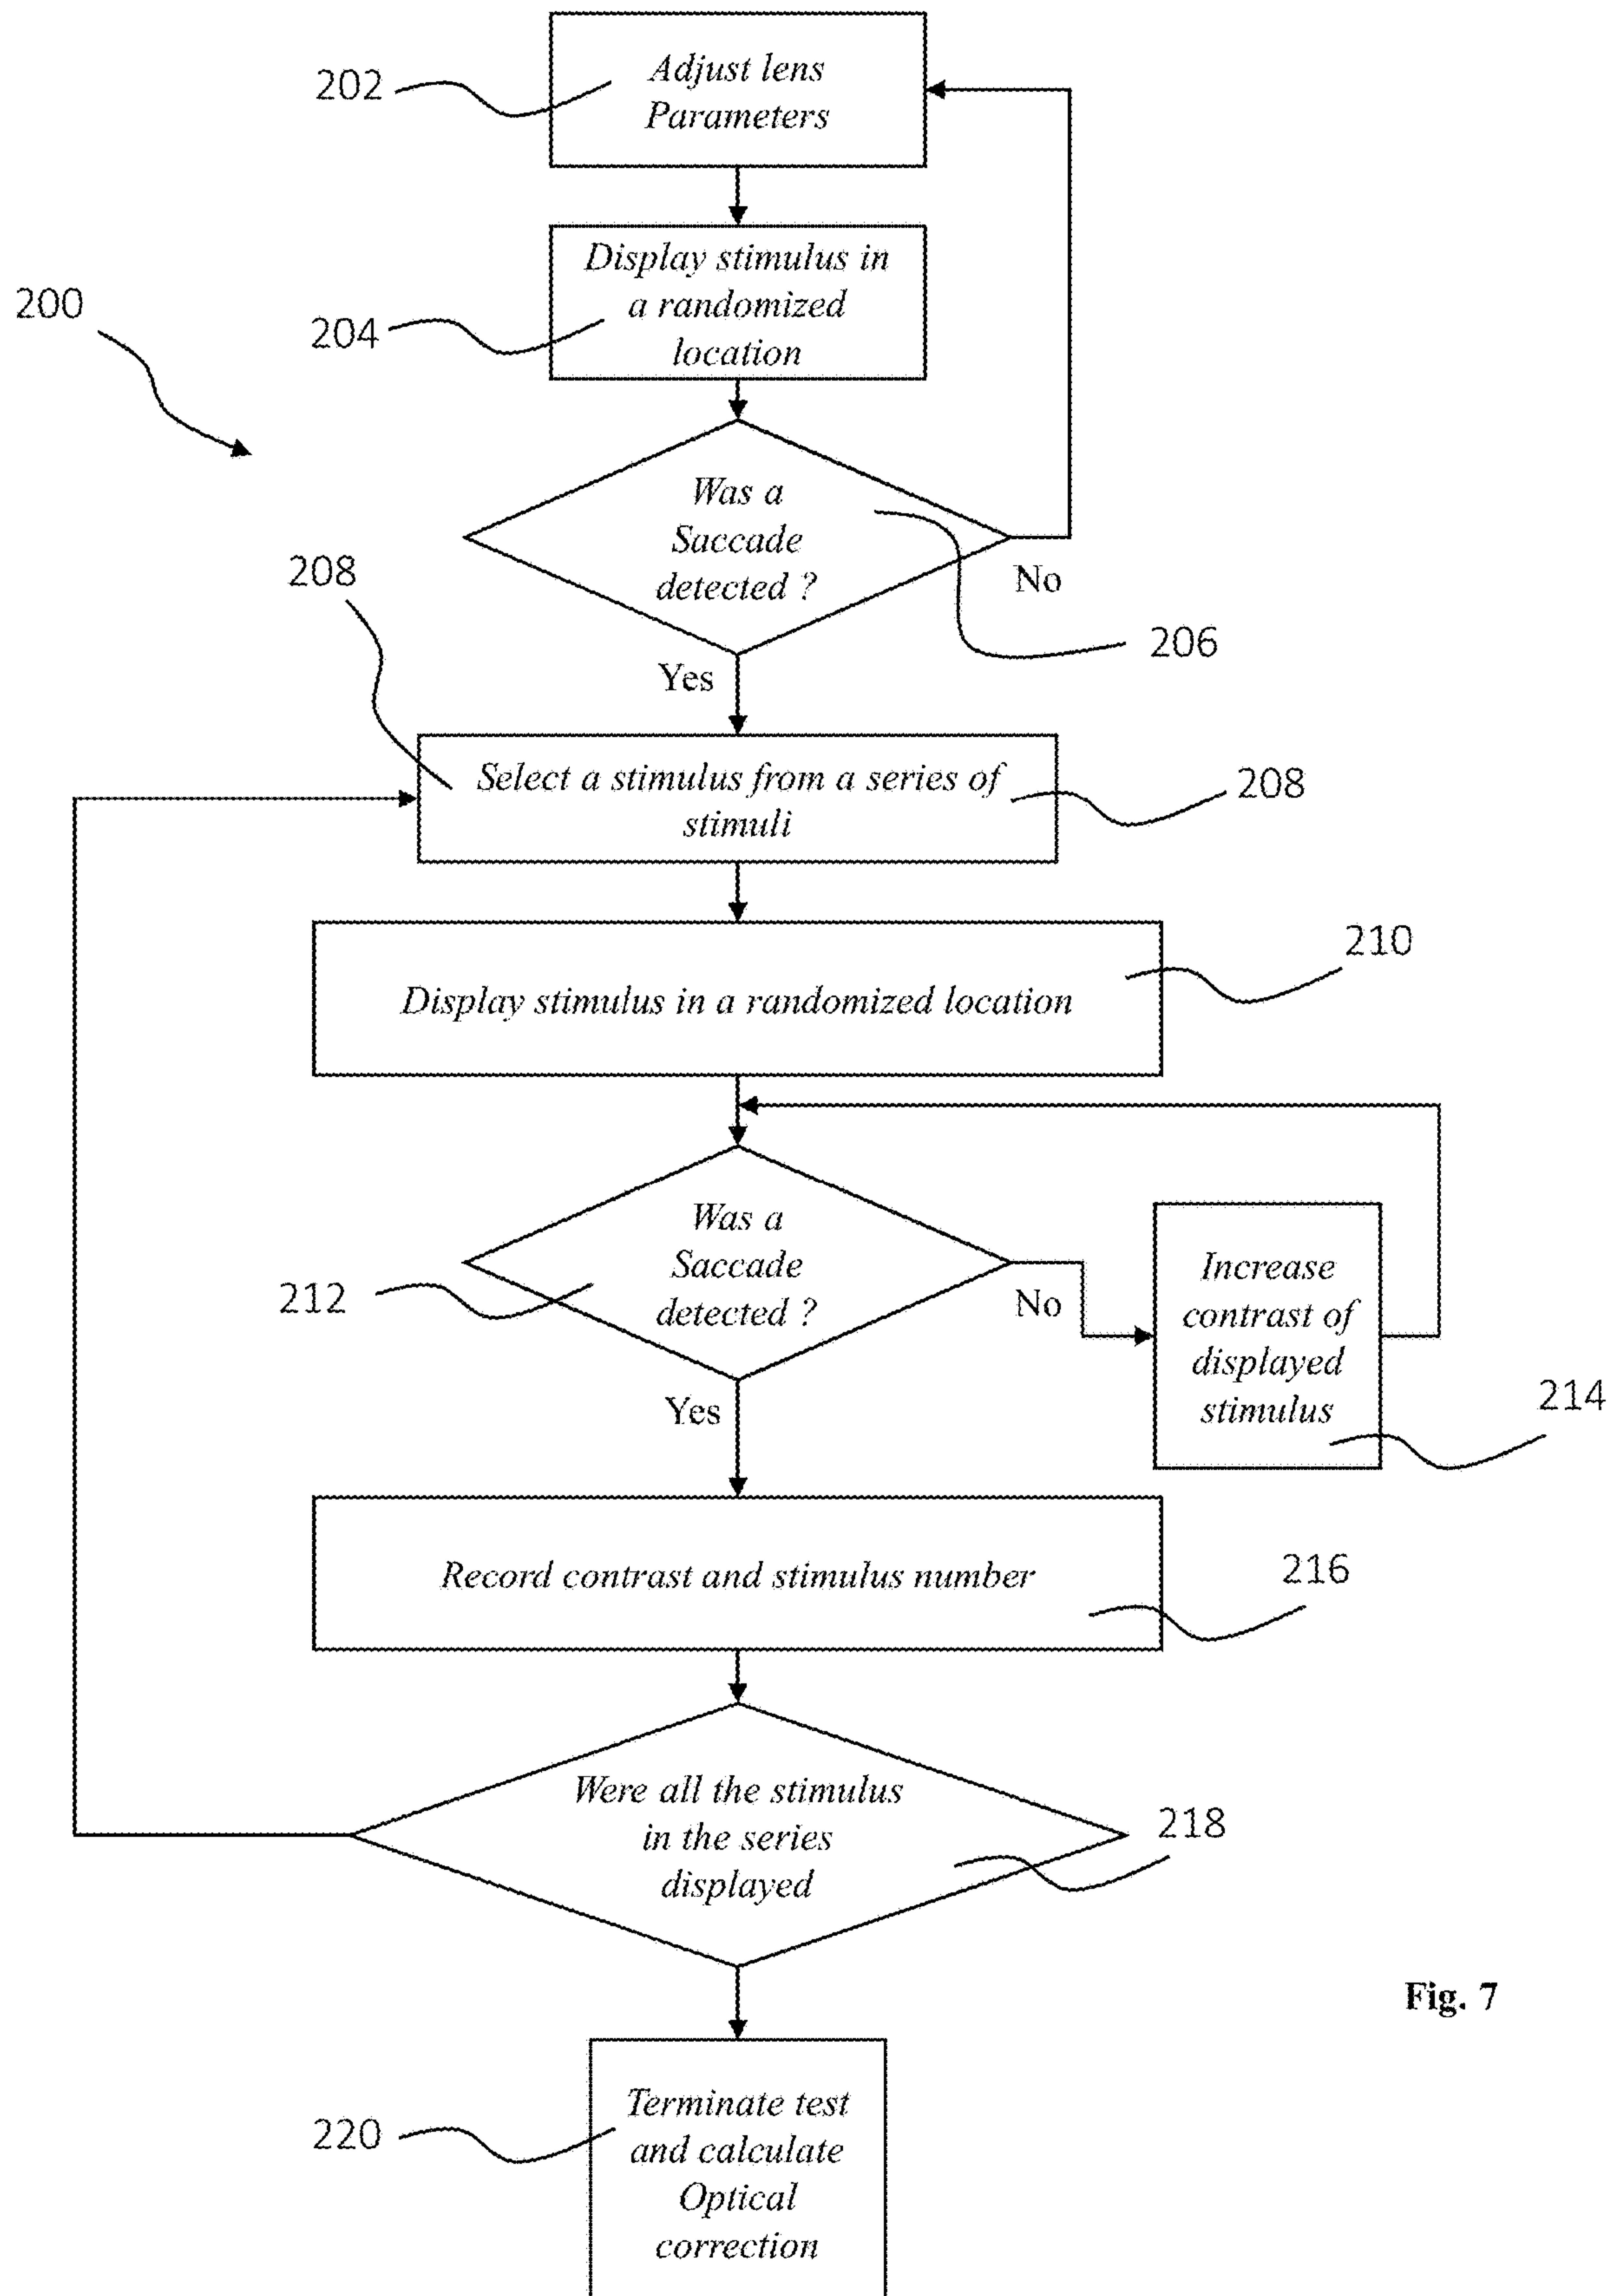 202
Adjust lens
Parameters
200
204
Display stimulus in
a randomized
location
Was a
Saccade
detected ?
No
206
208
Yes
Select a stimulus from a series of
stimuli
208
210
Display stimulus in a randomized location
Was a
Saccade
detected ?
212
No
Increase
contrast of
displayed
stimulus
214
Yes
Record contrast and stimulus number
216
Were all the stimulus
in the series
displayed
218
Fig. 7
220
Terminate test
and calculate
Optical
correction